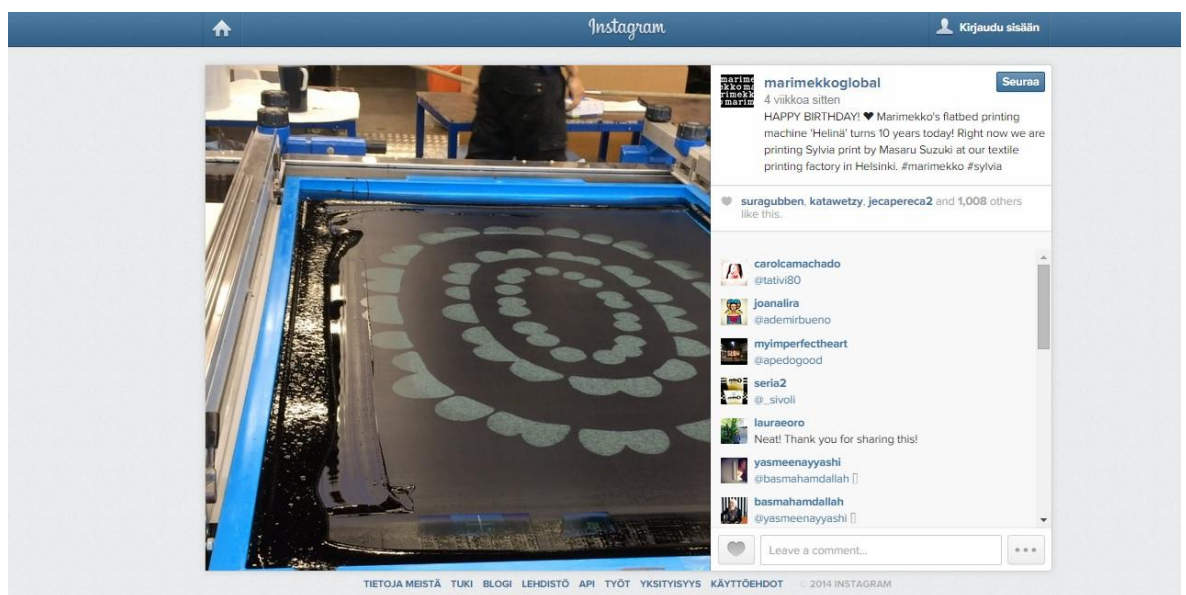 Instagram
Kirjaudu sisään
marimekkoglobal
Seuraa
4 viikkoa sitten
HAPPY BIRTHDAY! ♥ Marimekko's flatbed printing
machine 'Helinä' turns 10 years today! Right now we are
printing Sylvia print by Masaru Suzuki at our textile
printing factory in Helsinki. #marimekko #sylvia
suragubben, katawetzy, jecapereca2 and 1,008 others
like this.
carolcamachado
@tativi80
joanalira
@ademirbueno
myimperfectheart
@apedogood
seria2
@_sivoli
lauraeoro
Neat! Thank you for sharing this!
yasmeenayyashi
@basmahamdallah
basmahamdallah
@yasmeenayyashi
Leave a comment...
TIETOJA MEISTÄ TUKI BLOGI LEHDISTÖ API TYÖT YKSITYISYYS KÄYTTÖEHDOT © 2014 INSTAGRAM